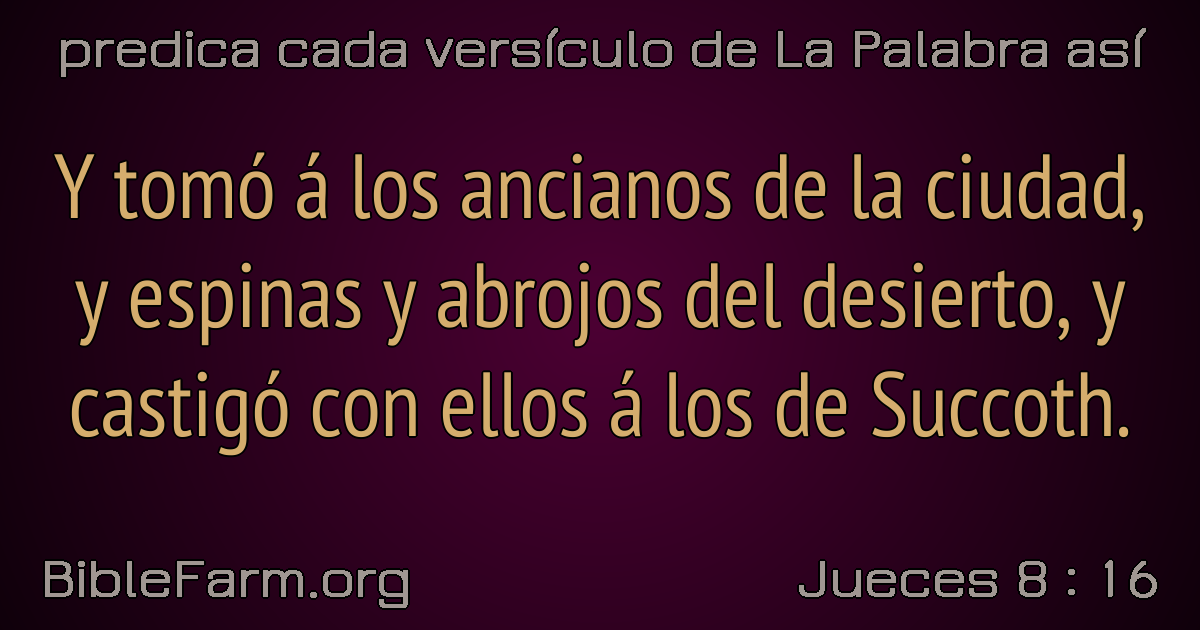 predica cada versículo de La Palabra así
Y tomó á los ancianos de la ciudad,
y espinas y abrojos del desierto, y
castigó con ellos á los de Succoth.
BibleFarm.org
Jueces 8 : 16